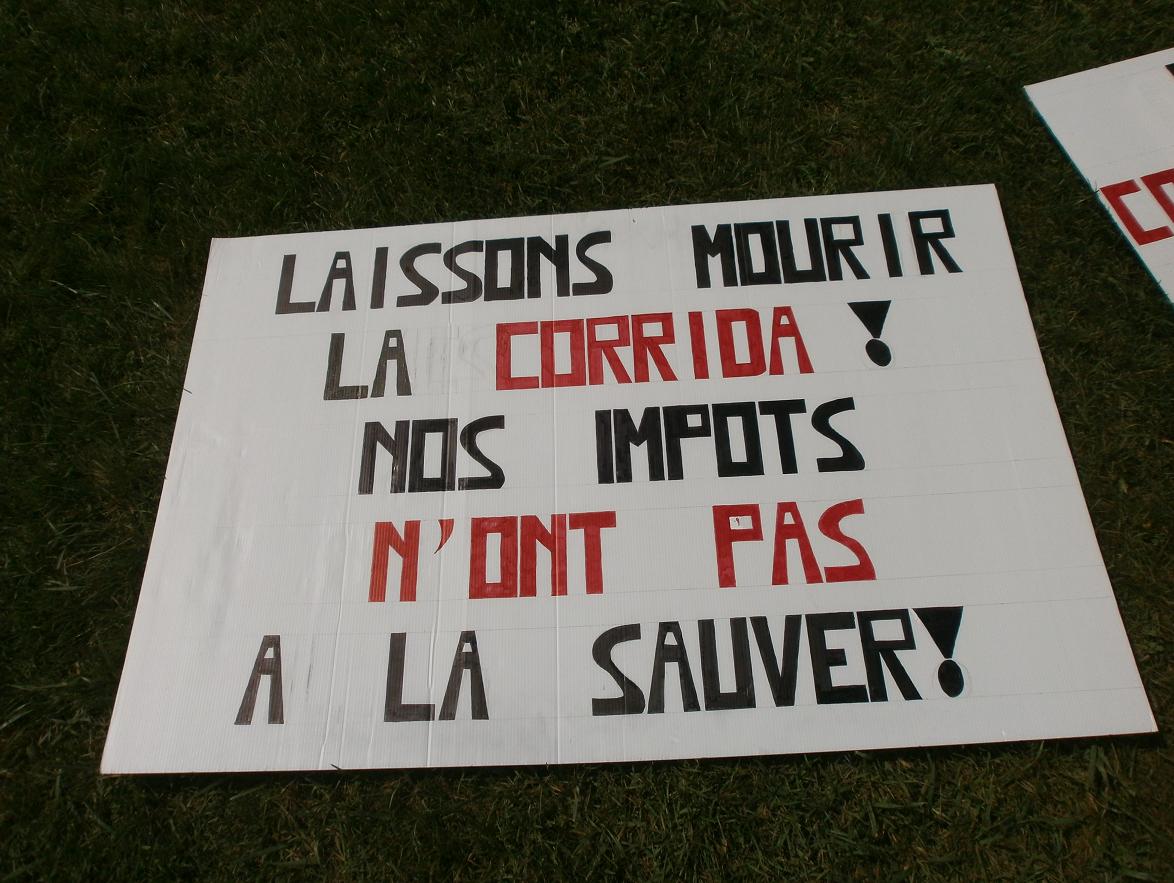 LAISSONS MOURIR
LA CORRIDA !
NOS IMPOTS
N'ONT PAS
A LA SAUVER!